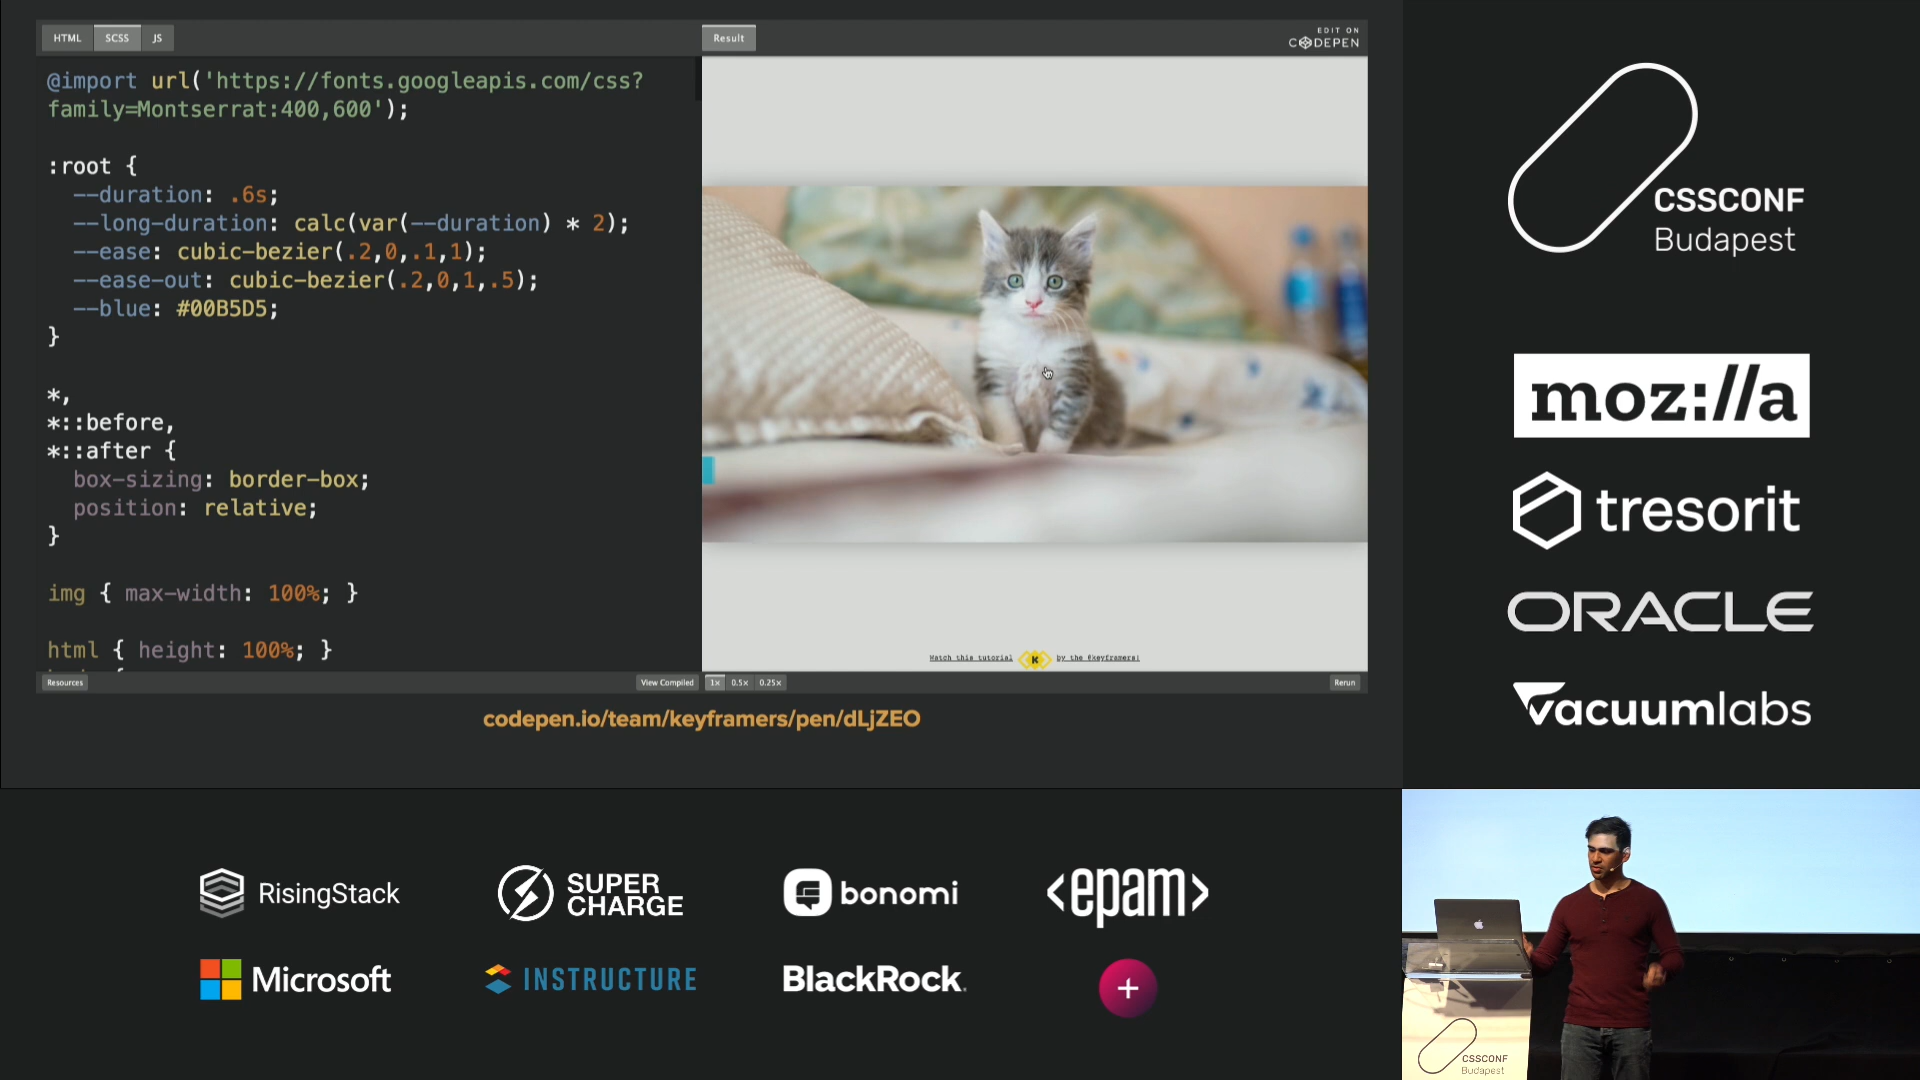 HTML
SCSS
JS
Result
EDIT ON
CODEPEN
@import url('https://fonts.googleapis.com/css?
family=Montserrat:400,600');
:root {
--duration: .6s;
--long-duration: calc(var(--duration) * 2);
--ease: cubic-bezier(.2,0,.1,1);
--ease-out: cubic-bezier(.2,0,1,.5);
--blue: #00B5D5;
}
*,
*::before,
*::after {
box-sizing: border-box;
position: relative;
}
img { max-width: 100%; }
html { height: 100%; }
Watch this tutorial K by the @keyframers!
Resources
View Compiled
1x
0.5x
0.25x
Rerun
codepen.io/team/keyframers/pen/dLjZEO
CSSCONF
Budapest
moz://a
tresorit
ORACLE
Vacuumlabs
RisingStack
SUPER
CHARGE
bonomi
<epam>
Microsoft
INSTRUCTURE
BlackRock.
+
CSSCONF
Budapest